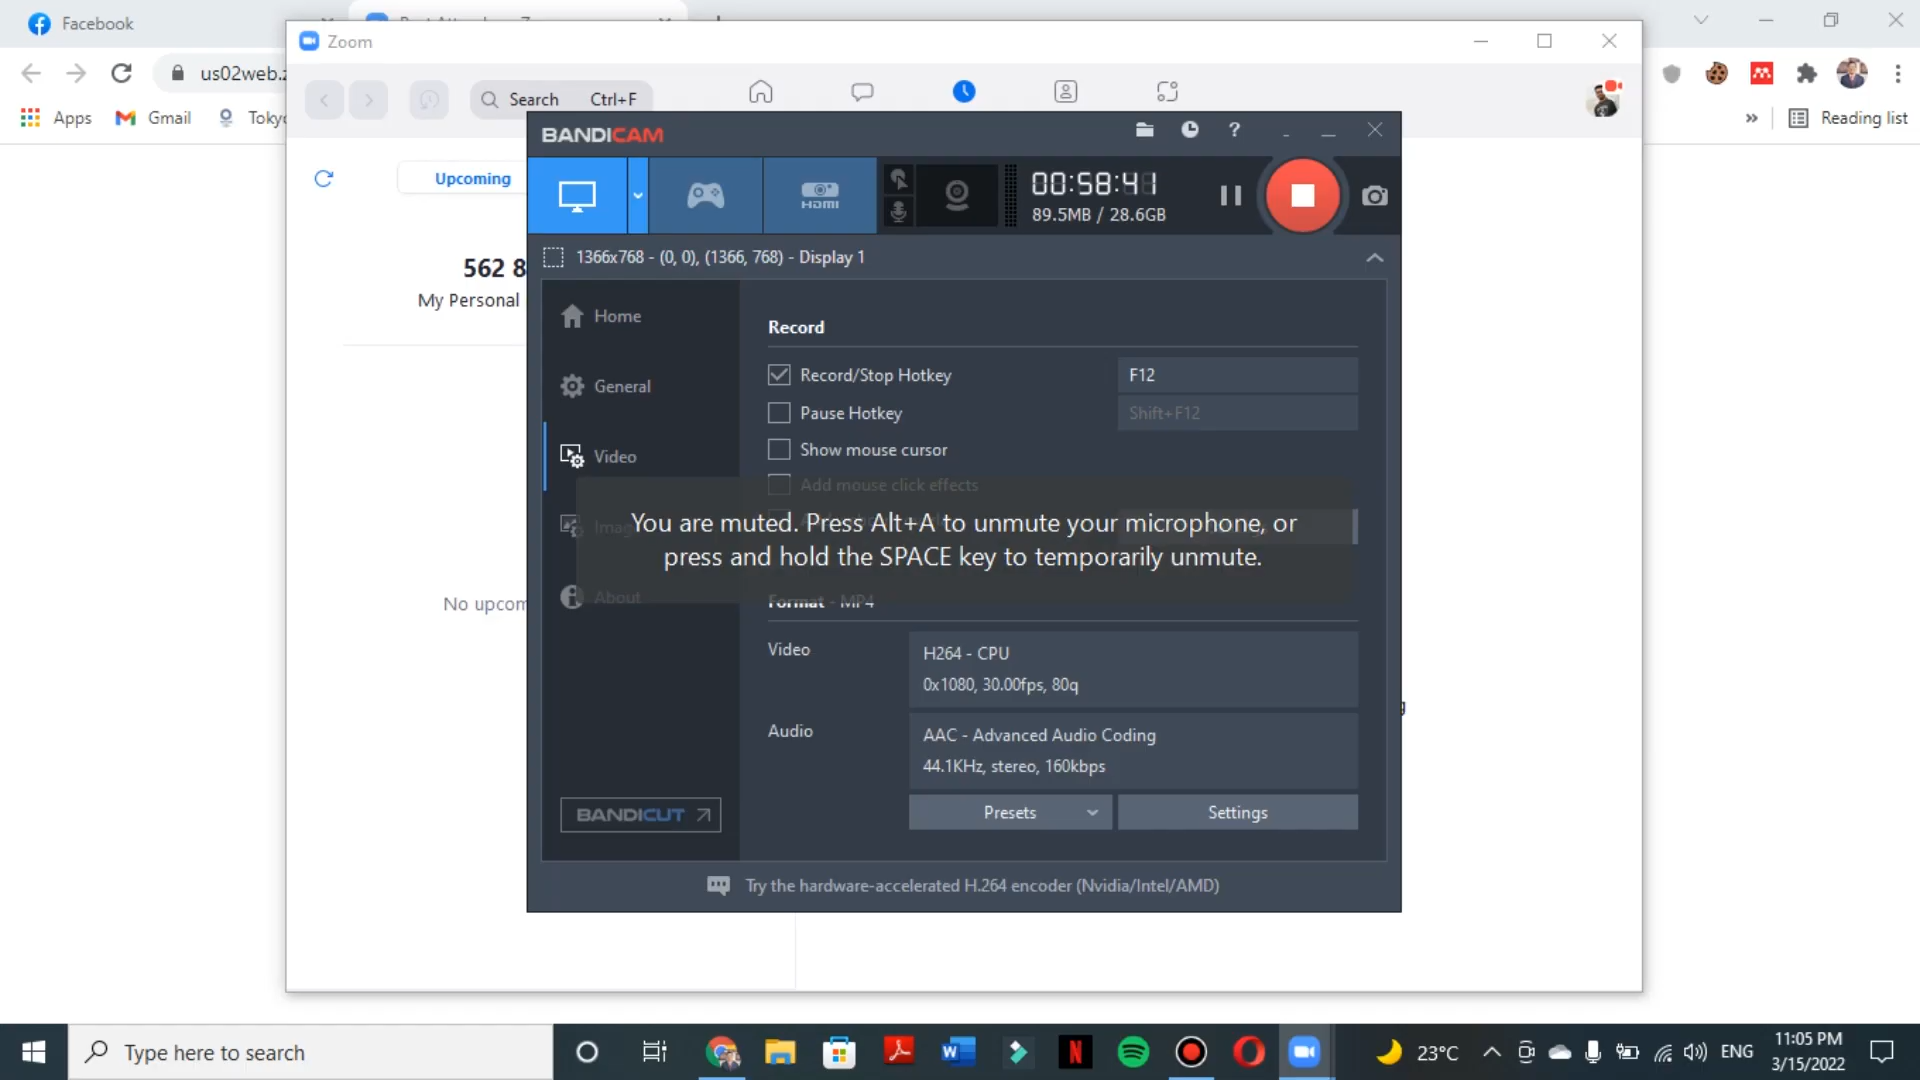 Facebook
Zoom
us02web.z
Search Ctrl+F
Apps
Gmail
Toky
»
Reading list
Upcoming
562 8
My Personal
No upcom
BANDICAM
?
HDMI
00:58:41
89.5MB / 28.6GB
1366x768 - (0, 0), (1366, 768) - Display 1
Home
General
Video
Imag
About
BANDICUT
Record
Record/Stop Hotkey F12
Pause Hotkey Shift+F12
Show mouse cursor
Add mouse click effects
You are muted. Press Alt+A to unmute your microphone, or
press and hold the SPACE key to temporarily unmute.
Format - MP4
Video
H264 - CPU
0x1080, 30.00fps, 80q
Audio
AAC - Advanced Audio Coding
44.1KHz, stereo, 160kbps
Presets
Settings
Try the hardware-accelerated H.264 encoder (Nvidia/Intel/AMD)
Type here to search
23°C
ENG
11:05 PM
3/15/2022